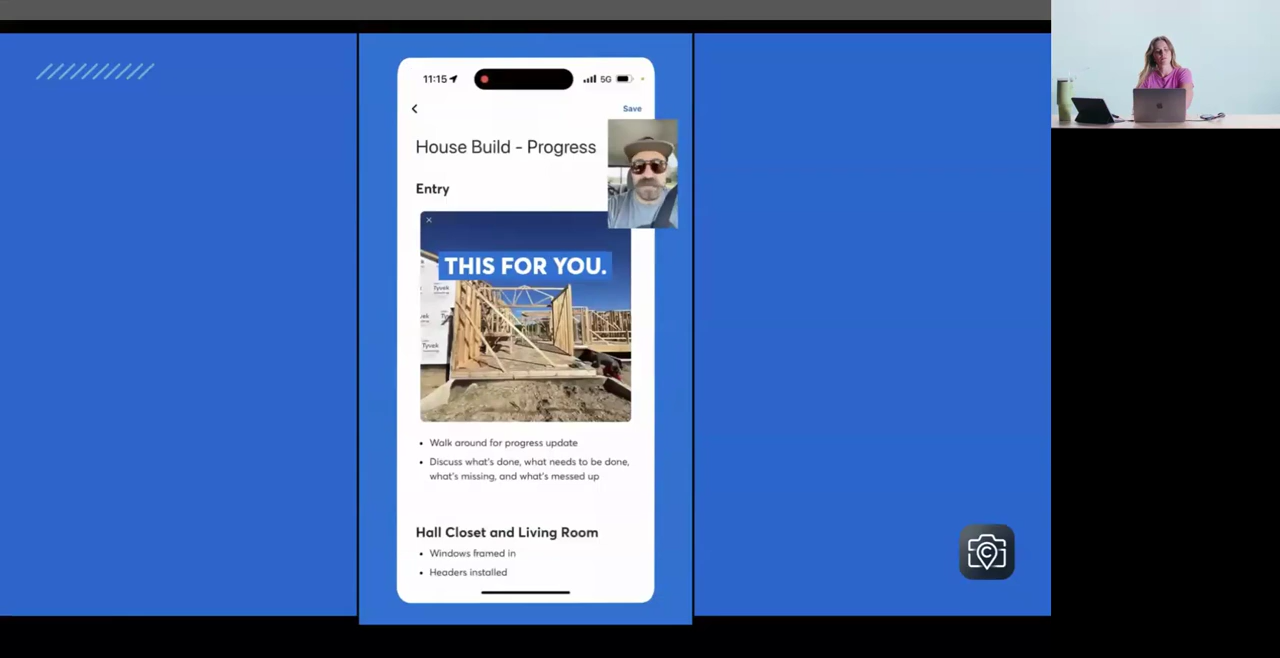 11:15
5G
Save
House Build - Progress
Entry
THIS FOR YOU.
Tyvek
Tyvek
• Walk around for progress update
• Discuss what's done, what needs to be done,
what's missing, and what's messed up
Hall Closet and Living Room
• Windows framed in
• Headers installed
C